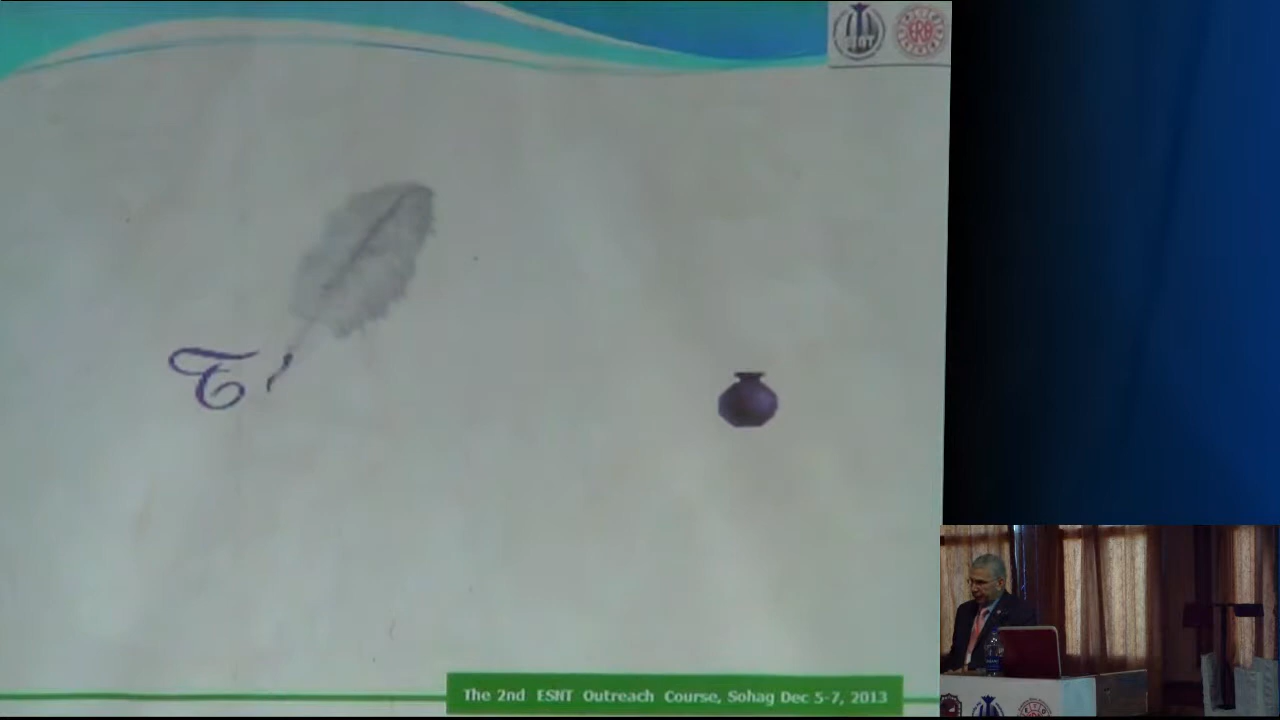 T
The 2nd ESNT Outreach Course, Sohag Dec 5-7, 2013